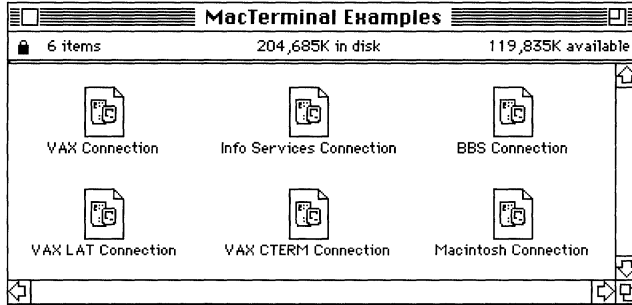 MacTerminal Examples
6 items 204,685K in disk 119,835K available
VAX Connection Info Services Connection BBS Connection
VAX LAT Connection VAX CTERM Connection Macintosh Connection